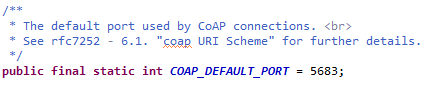 /**
 * The default port used by CoAP connections. <br>
 * See rfc7252 - 6.1. "coap URI Scheme" for further details.
 */
public final static int COAP_DEFAULT_PORT = 5683;